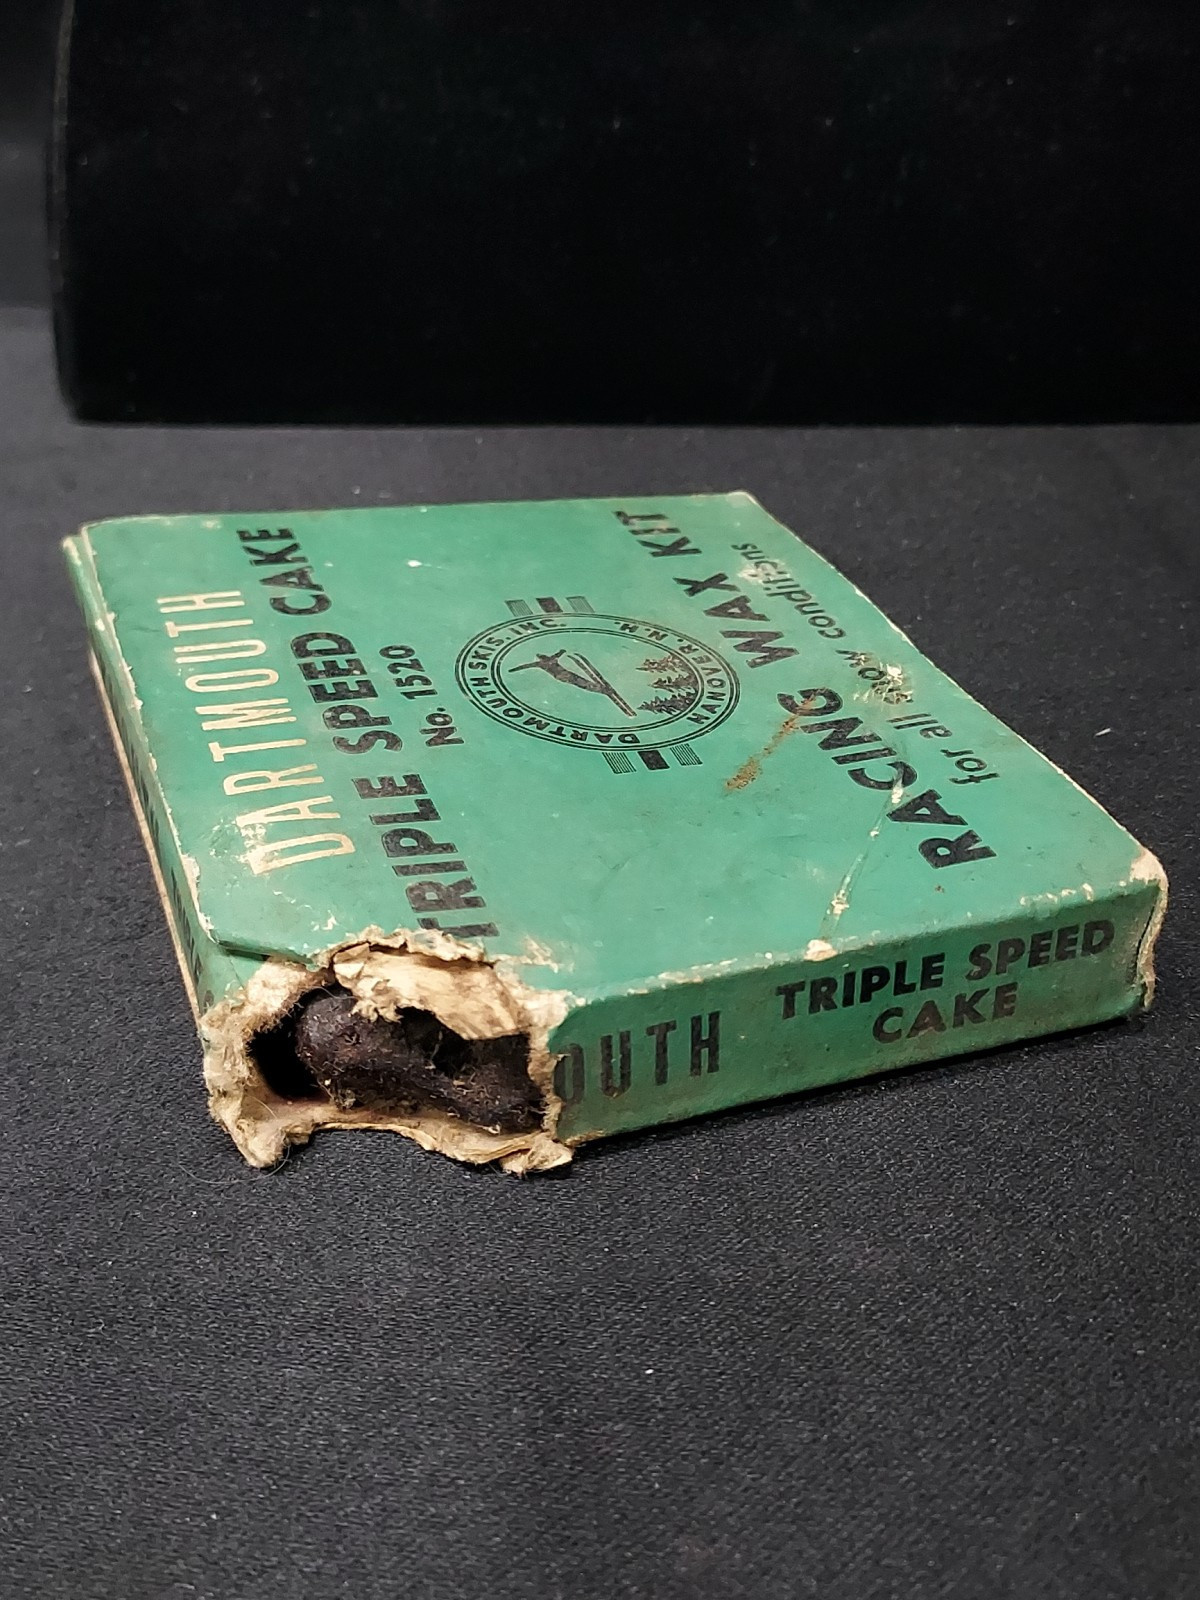 DARTMOUTH
TRIPLE SPEED CAKE
No. 1520
DARTMOUTH SKIS, INC.
HANOVER, N.H.
RACING WAX KIT
for all snow conditions
OUTH
TRIPLE SPEED
CAKE